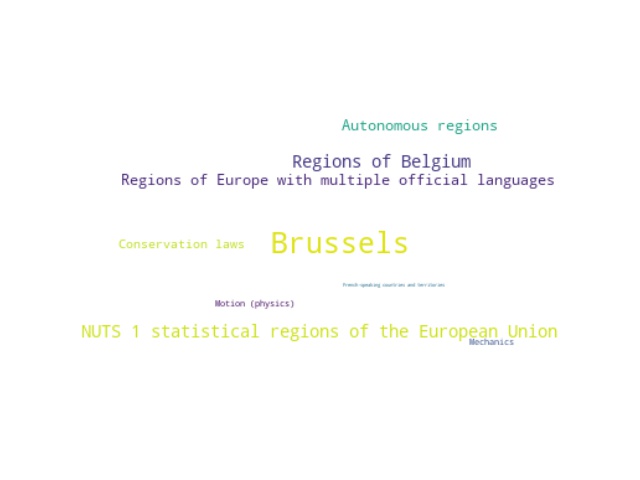 Autonomous regions
Regions of Belgium
Regions of Europe with multiple official languages
Conservation laws
Brussels
French-speaking countries and territories
Motion (physics)
NUTS 1 statistical regions of the European Union
Mechanics